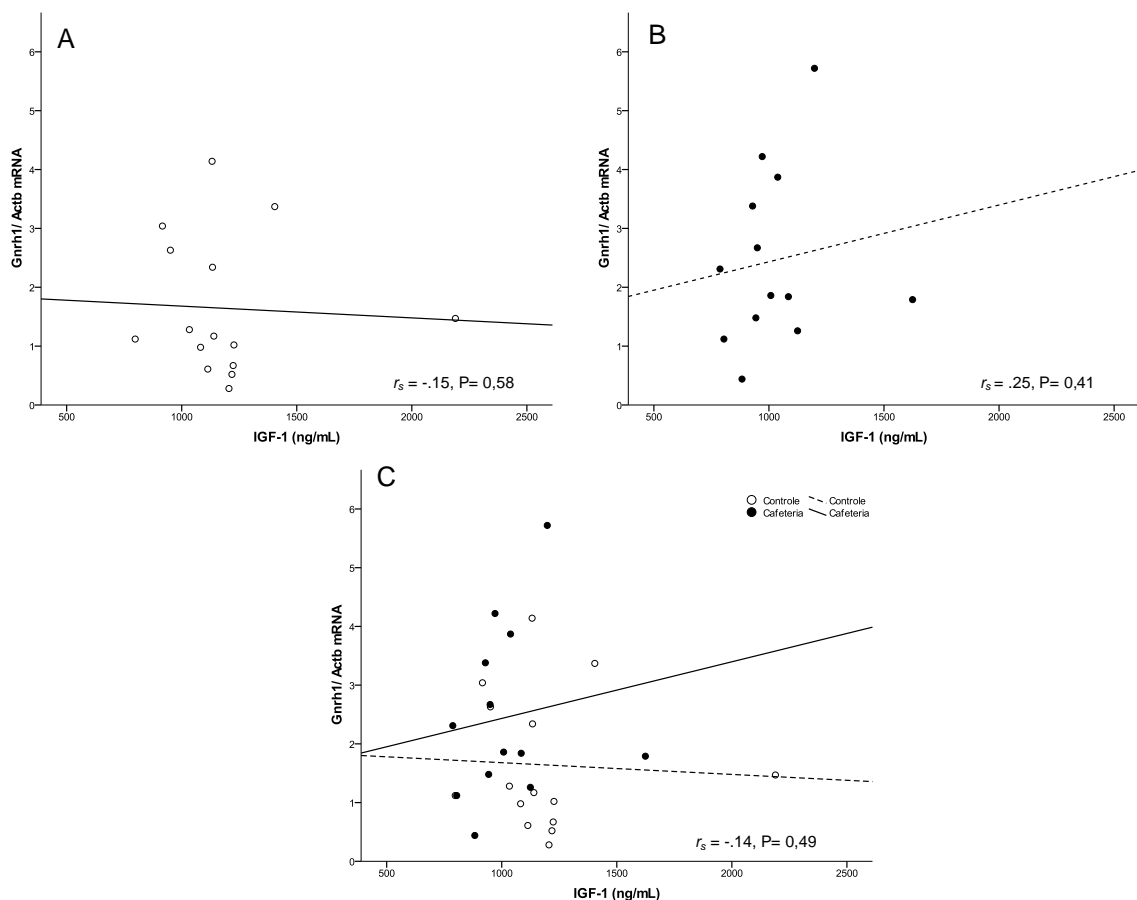 A
6
5
4
3
2
1
0
Gnrh1/ Actb mRNA
rs = -.15, P= 0,58
500 1000 1500 2000 2500
IGF-1 (ng/mL)
B
6
5
4
3
2
1
0
Gnrh1/ Actb mRNA
rs = .25, P= 0,41
500 1000 1500 2000 2500
IGF-1 (ng/mL)
C
Controle Controle
Cafeteria Cafeteria
6
5
4
3
2
1
0
Gnrh1/ Actb mRNA
rs = -.14, P= 0,49
500 1000 1500 2000 2500
IGF-1 (ng/mL)